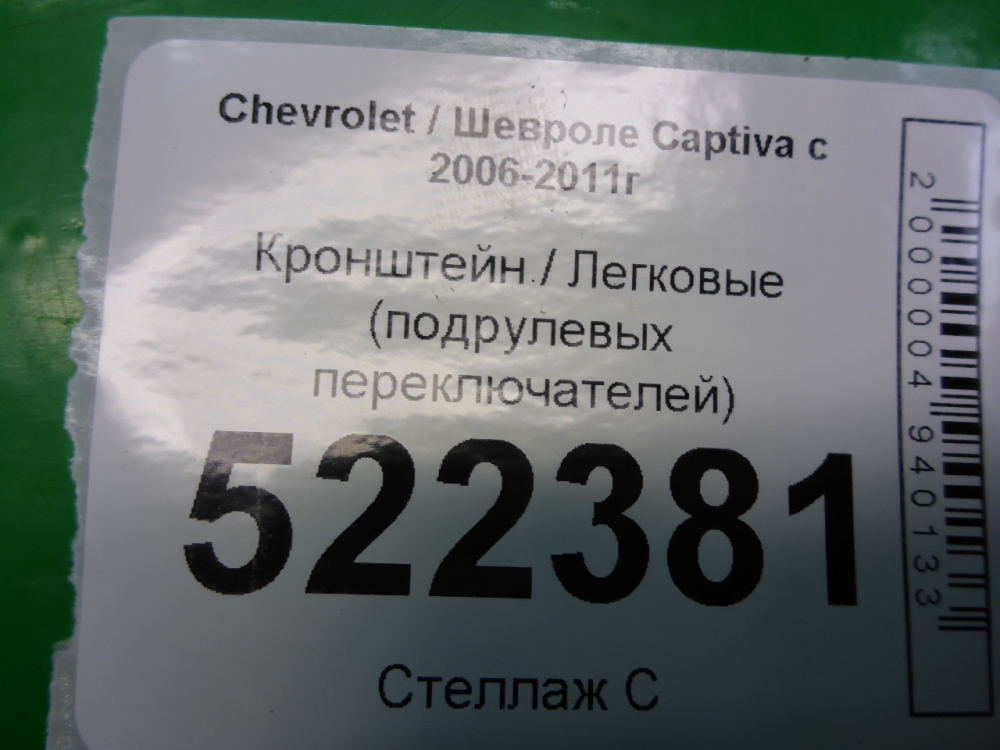 Chevrolet / Шевроле Captiva с
2006-2011г
Кронштейн./ Легковые
(подрулевых
переключателей)
522381
Стеллаж С
2000004940133